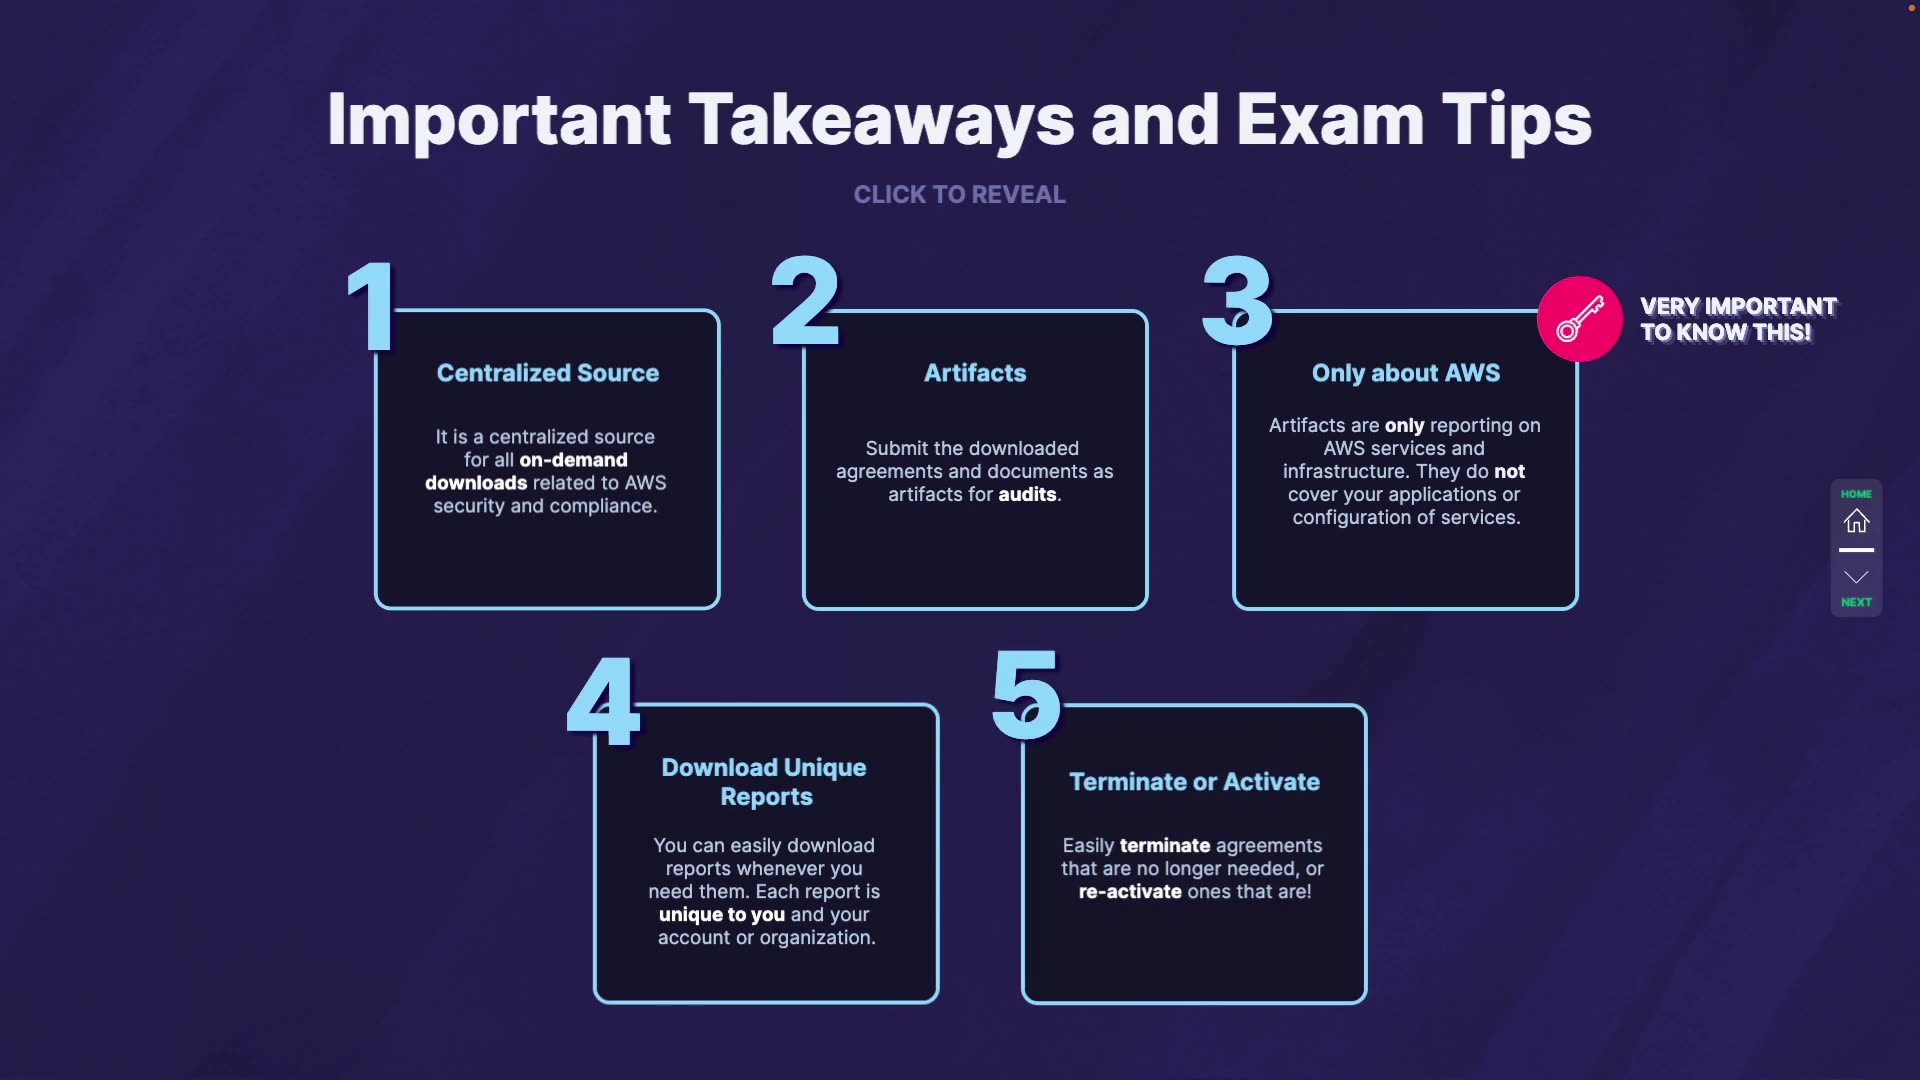 Important Takeaways and Exam Tips
CLICK TO REVEAL
1
Centralized Source
It is a centralized source
for all on-demand
downloads related to AWS
security and compliance.
2
Artifacts
Submit the downloaded
agreements and documents as
artifacts for audits.
3
VERY IMPORTANT
TO KNOW THIS!
Only about AWS
Artifacts are only reporting on
AWS services and
infrastructure. They do not
cover your applications or
configuration of services.
HOME
NEXT
4
Download Unique
Reports
You can easily download
reports whenever you
need them. Each report is
unique to you and your
account or organization.
5
Terminate or Activate
Easily terminate agreements
that are no longer needed, or
re-activate ones that are!